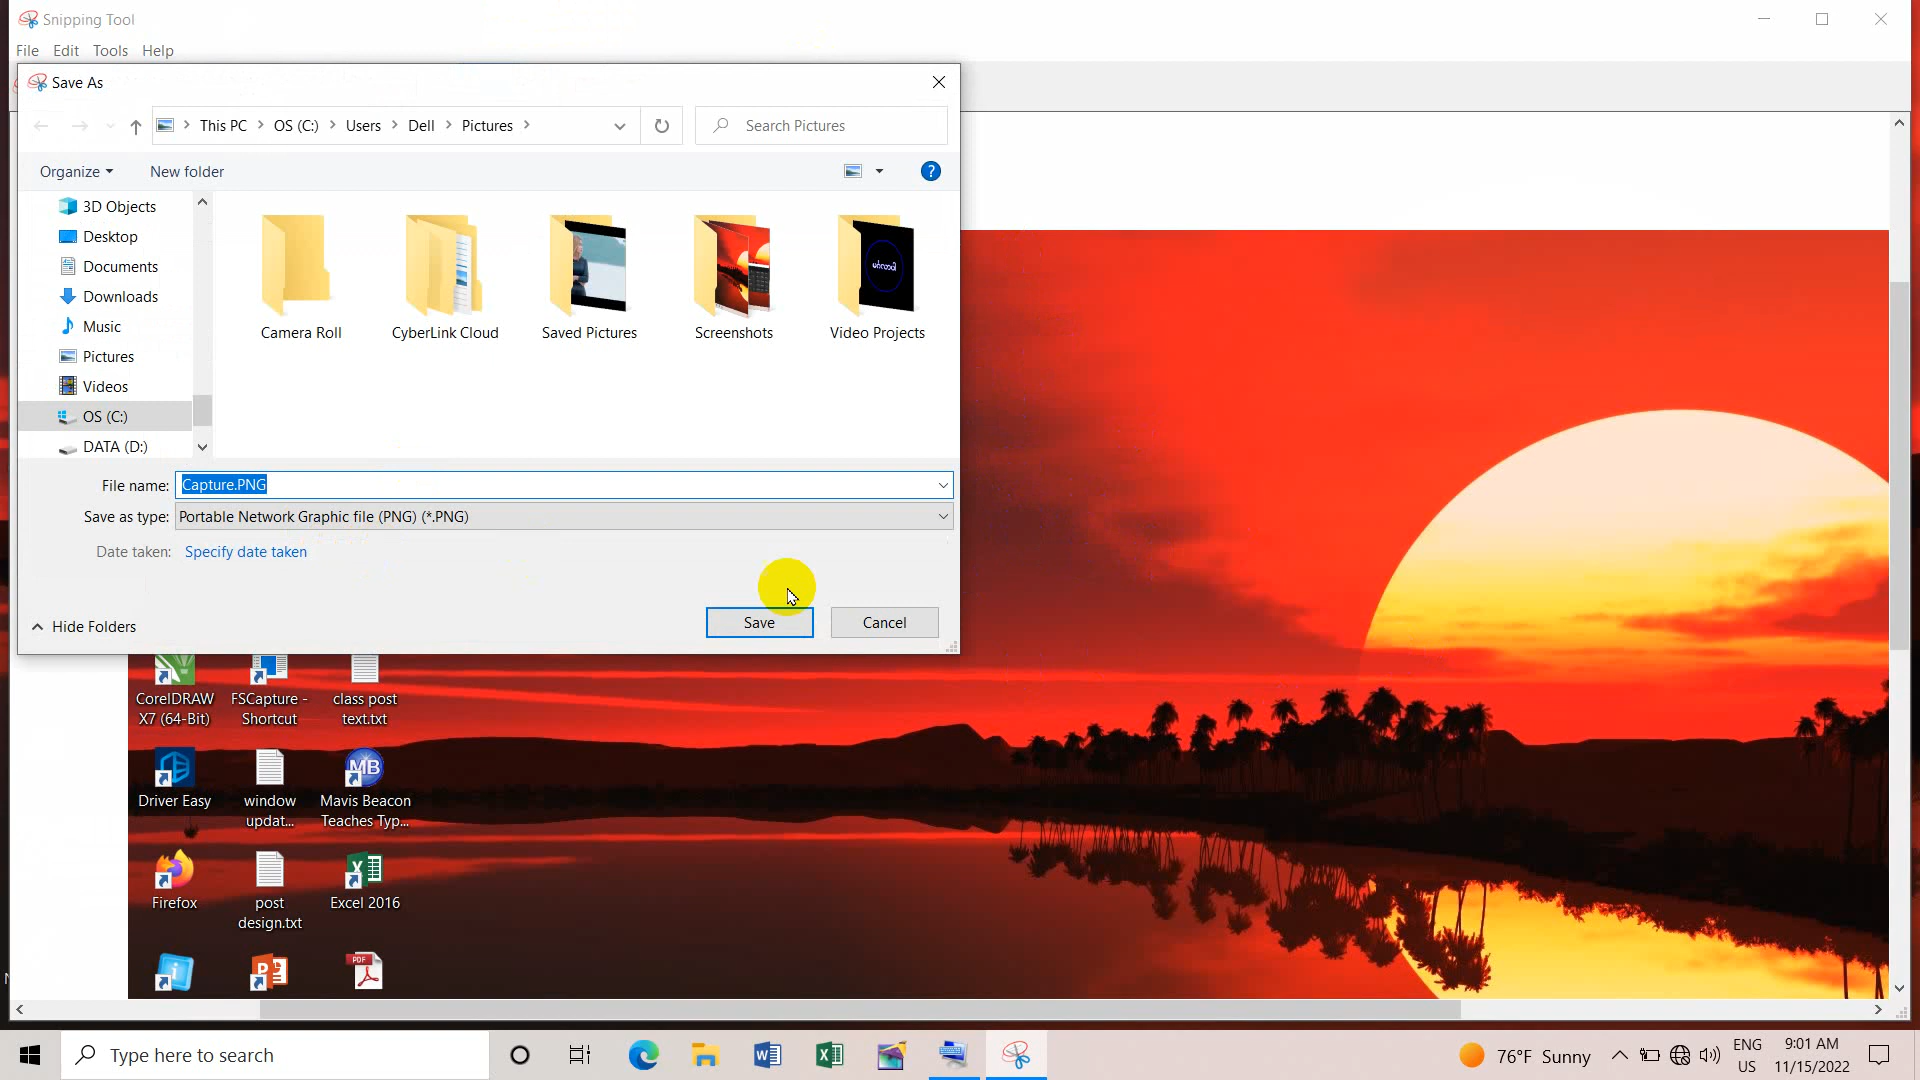 Snipping Tool
File Edit Tools Help
Save As
This PC > OS (C:) > Users > Dell > Pictures >
Search Pictures
Organize New folder
?
3D Objects
Desktop
Documents
Downloads
Music
Pictures
Videos
OS (C:)
DATA (D:)
Camera Roll CyberLink Cloud Saved Pictures Screenshots Video Projects
File name: Capture.PNG
Save as type: Portable Network Graphic file (PNG) (*.PNG)
Date taken: Specify date taken
Hide Folders Save Cancel
CorelDRAW X7 (64-Bit)
FSCapture - Shortcut
class post text.txt
Driver Easy
window updat...
MB
Mavis Beacon Teaches Typ...
Firefox
post design.txt
Excel 2016
PDF
Type here to search
76°F Sunny
ENG
US
9:01 AM
11/15/2022